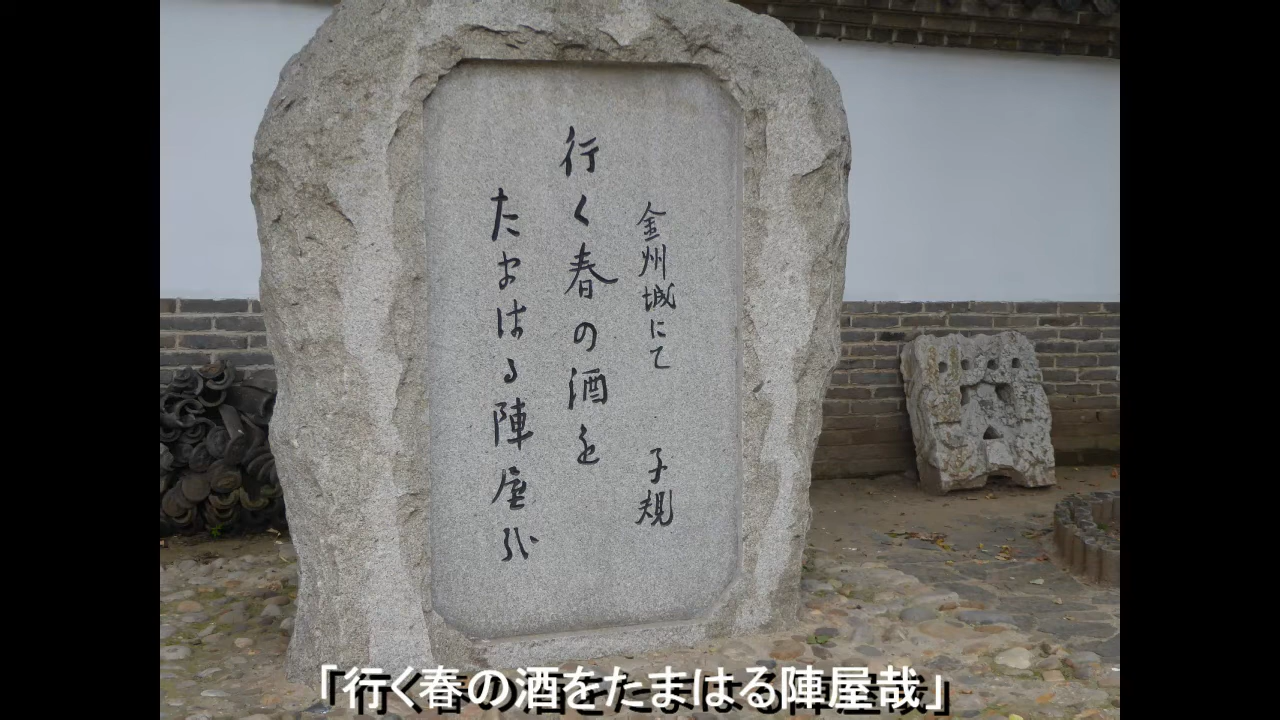 金州城にて 子規
行く春の酒を
たまはる陣屋哉
「行く春の酒をたまはる陣屋哉」